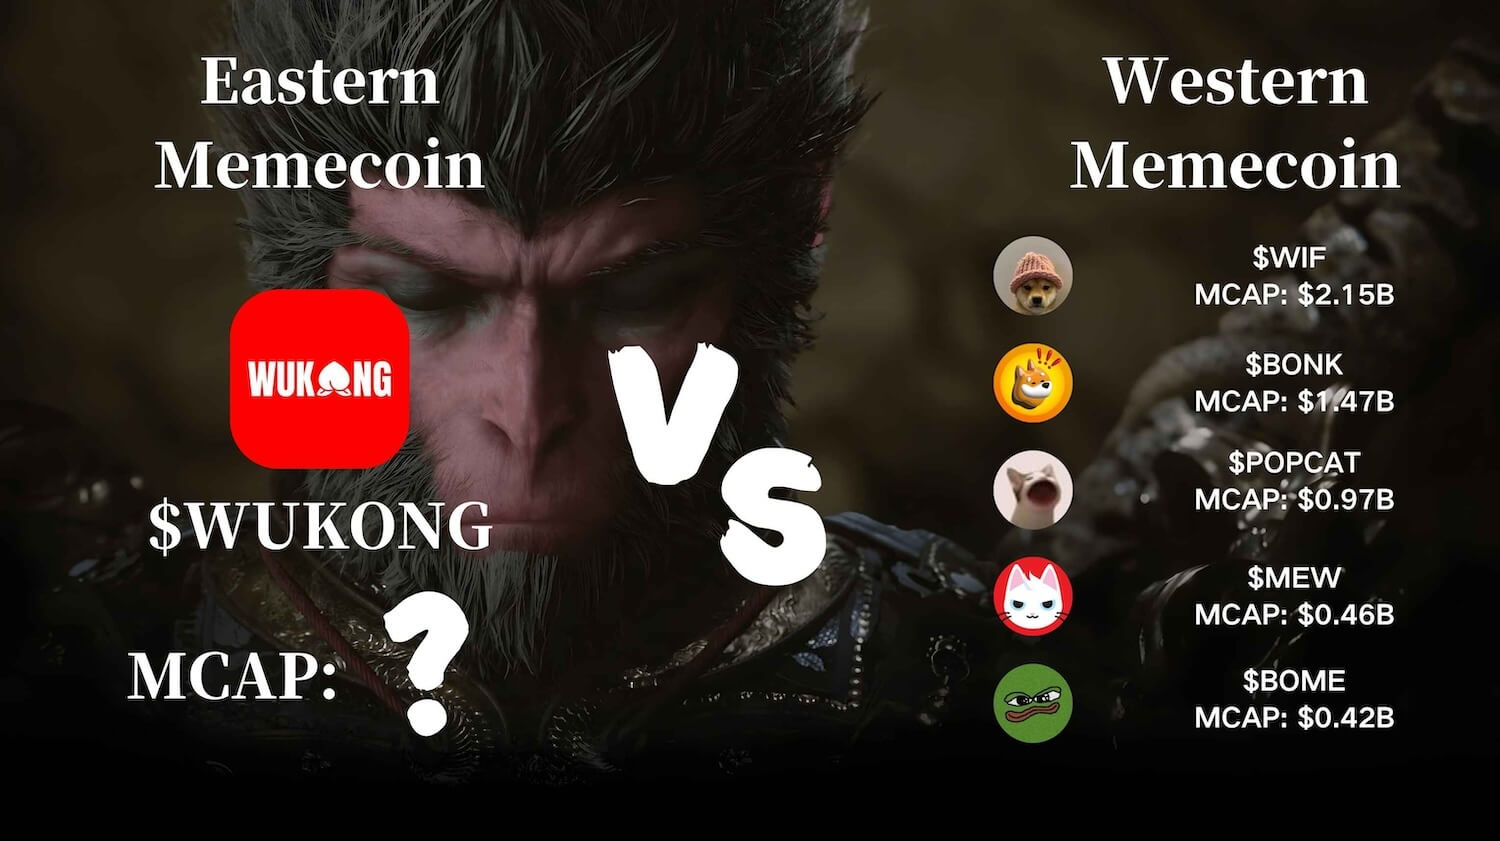 Eastern
Memecoin
WUKONG
$WUKONG
MCAP: ?
VS
Western
Memecoin
$WIF
MCAP: $2.15B
$BONK
MCAP: $1.47B
$POPCAT
MCAP: $0.97B
$MEW
MCAP: $0.46B
$BOME
MCAP: $0.42B